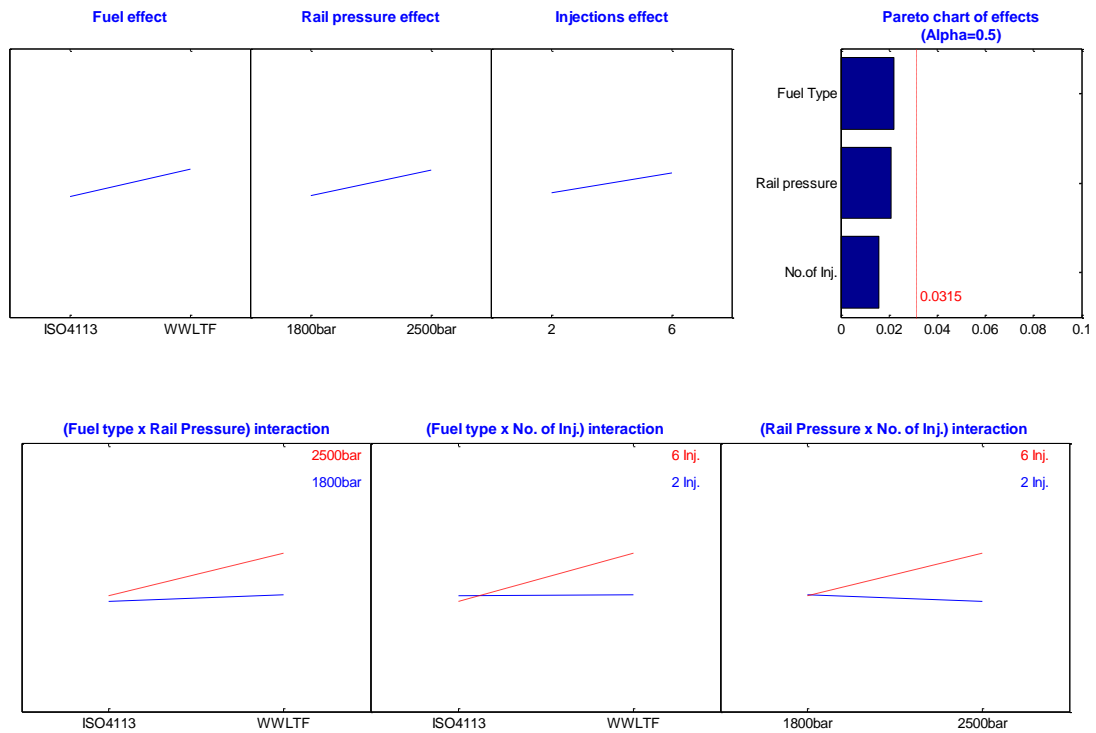 Fuel effect
Rail pressure effect
Injections effect
Pareto chart of effects
(Alpha=0.5)
Fuel Type
Rail pressure
No.of Inj.
0.0315
ISO4113
WWLTF
1800bar
2500bar
2
6
0
0.02
0.04
0.06
0.08
0.1
(Fuel type x Rail Pressure) interaction
(Fuel type x No. of Inj.) interaction
(Rail Pressure x No. of Inj.) interaction
2500bar
1800bar
6 Inj.
2 Inj.
6 Inj.
2 Inj.
ISO4113
WWLTF
ISO4113
WWLTF
1800bar
2500bar